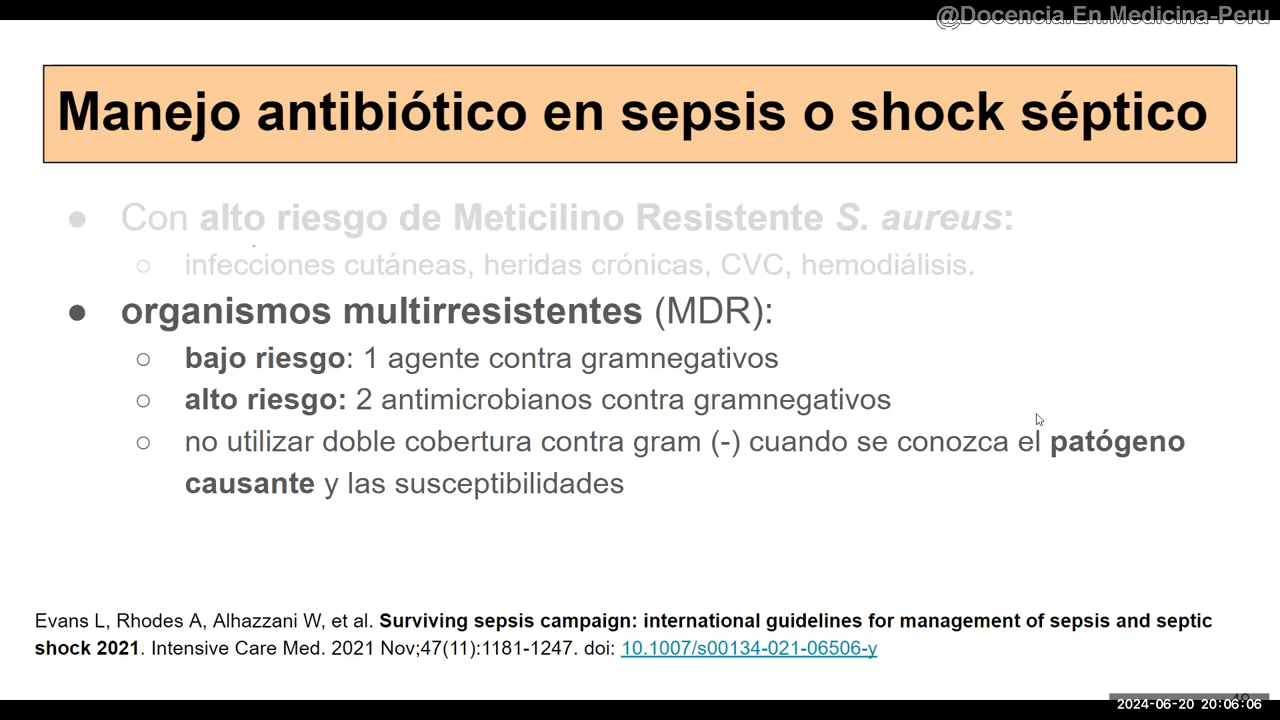 @Docencia.En.Medicina-Peru
Manejo antibiótico en sepsis o shock séptico
● Con alto riesgo de Meticilino Resistente S. aureus:
○ infecciones cutáneas, heridas crónicas, CVC, hemodiálisis.
● organismos multirresistentes (MDR):
○ bajo riesgo: 1 agente contra gramnegativos
○ alto riesgo: 2 antimicrobianos contra gramnegativos
○ no utilizar doble cobertura contra gram (-) cuando se conozca el patógeno
causante y las susceptibilidades
Evans L, Rhodes A, Alhazzani W, et al. Surviving sepsis campaign: international guidelines for management of sepsis and septic
shock 2021. Intensive Care Med. 2021 Nov;47(11):1181-1247. doi: 10.1007/s00134-021-06506-y
2024-06-20 20:06:06